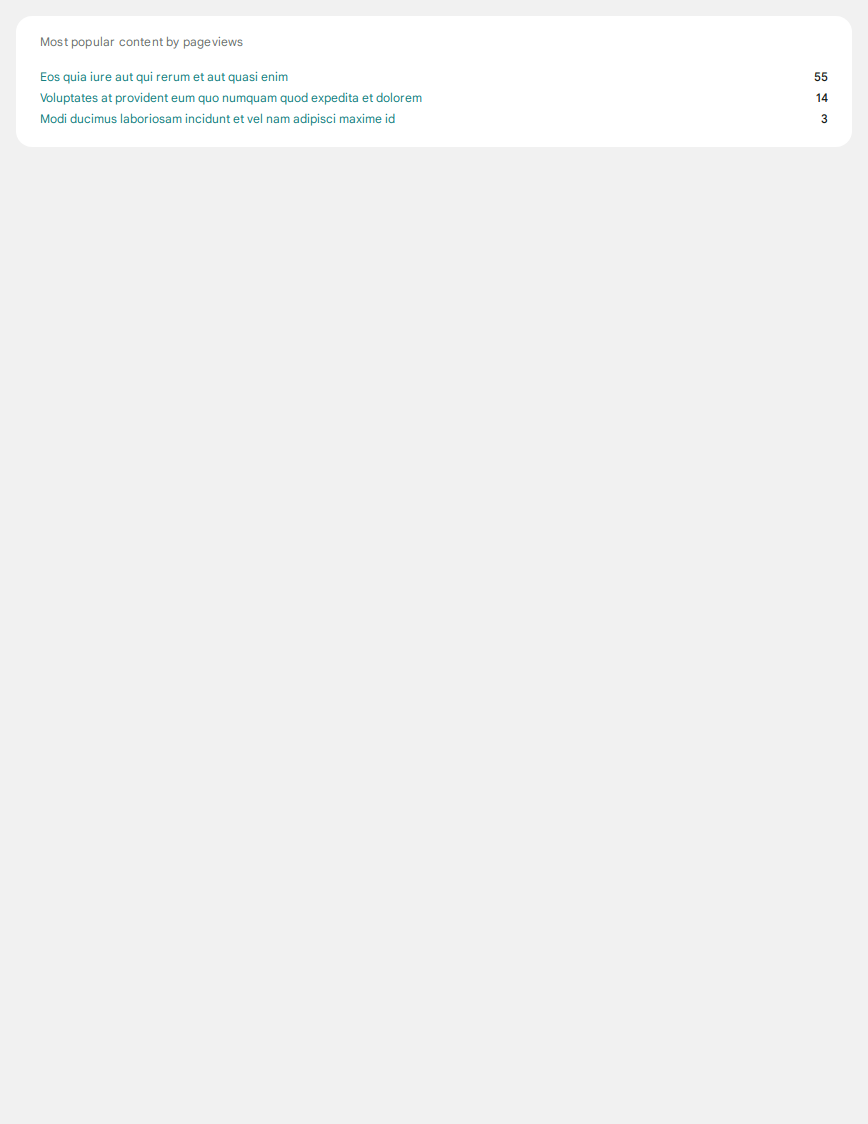 Most popular content by pageviews
Eos quia iure aut qui rerum et aut quasi enim 55
Voluptates at provident eum quo numquam quod expedita et dolorem 14
Modi ducimus laboriosam incidunt et vel nam adipisci maxime id 3